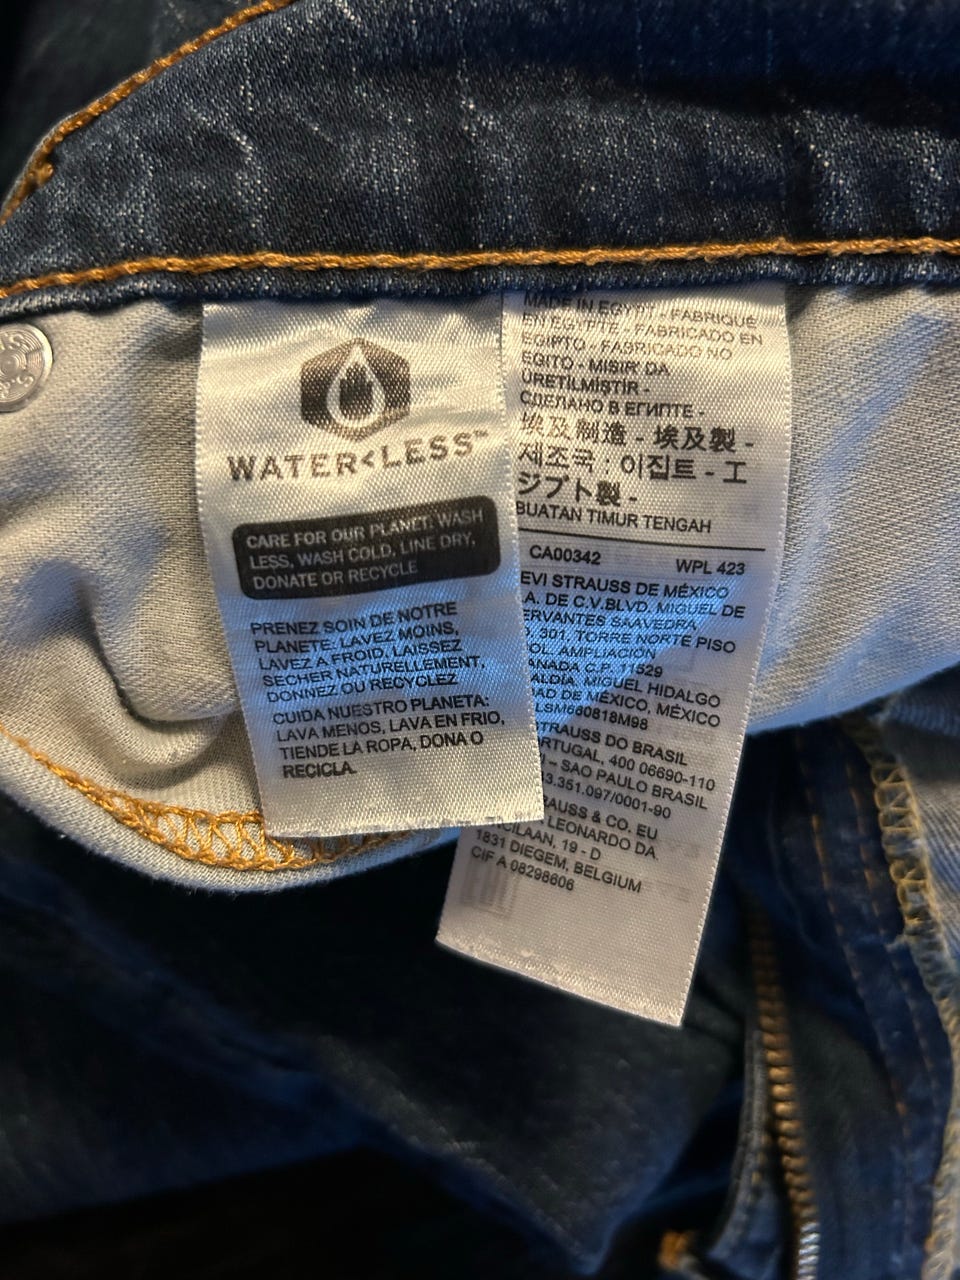 WATER<LESS™
CARE FOR OUR PLANET: WASH
LESS, WASH COLD, LINE DRY,
DONATE OR RECYCLE
PRENEZ SOIN DE NOTRE
PLANETE: LAVEZ MOINS,
LAVEZ A FROID, LAISSEZ
SECHER NATURELLEMENT,
DONNEZ OU RECYCLEZ
CUIDA NUESTRO PLANETA:
LAVA MENOS, LAVA EN FRIO,
TIENDE LA ROPA, DONA O
RECICLA.
MADE IN EGYPT - FABRIQUÉ
EN EGYPTE - FABRICADO EN
EGIPTO - FABRICADO NO
EGITO - MISIR' DA
ÜRETİLMİŞTİR -
СДЕЛАНО В ЕГИПТЕ -
埃及制造 - 埃及製 -
제조국 : 이집트 - エ
ジプト製 -
BUATAN TIMUR TENGAH
CA00342 WPL 423
EVI STRAUSS DE MÉXICO
.A. DE C.V.BLVD. MIGUEL DE
ERVANTES SAAVEDRA
. 301, TORRE NORTE PISO
OL. AMPLIACION
ANADA C.P. 11529
ALDÍA. MIGUEL HIDALGO
DAD DE MÉXICO, MÉXICO
LSM660818M98
STRAUSS DO BRASIL
RTUGAL, 400 06690-110
I – SAO PAULO BRASIL
3.351.097/0001-90
RAUSS & CO. EU
LEONARDO DA
CILAAN, 19 - D
1831 DIEGEM, BELGIUM
CIF A 08298606